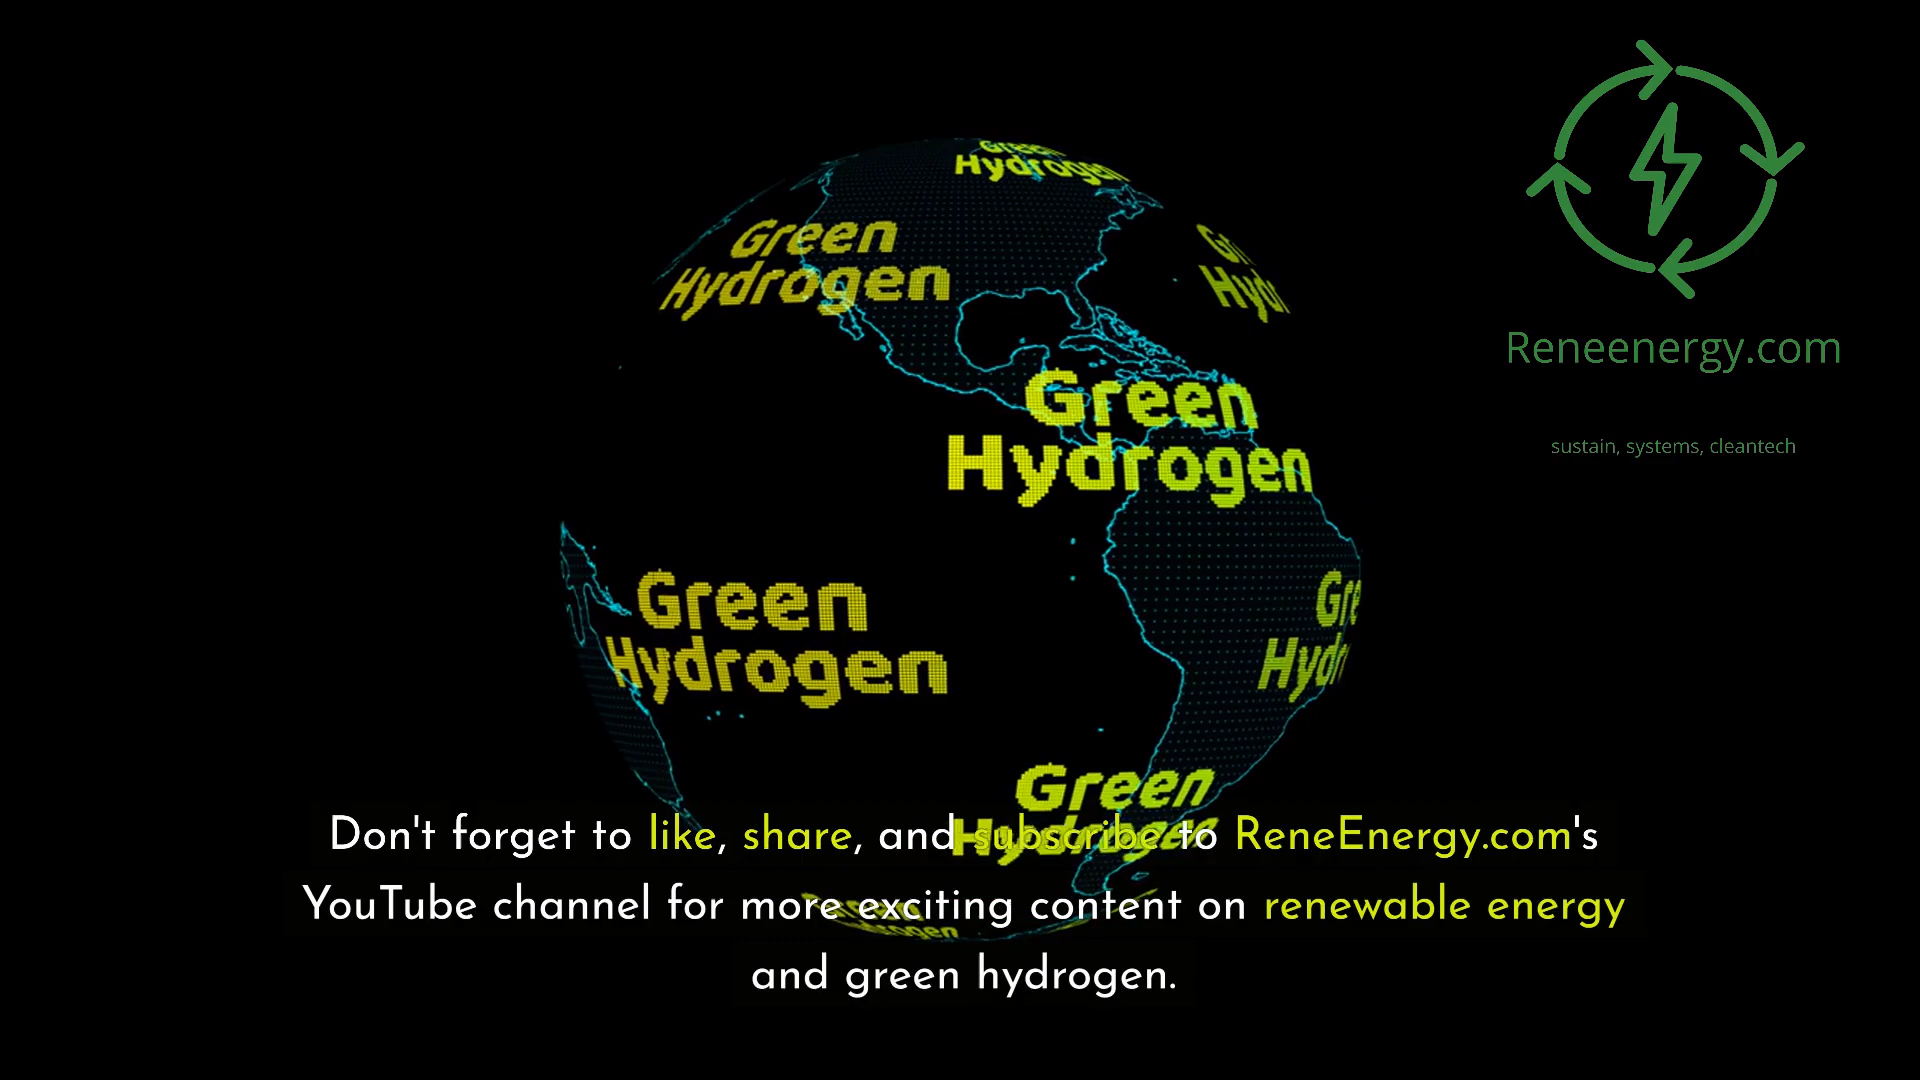 Green
Hydrogen
Green
Hydrogen
Reneenergy.com
sustain, systems, cleantech
Green
Hydrogen
Green
Hydrogen
Green
Hydrogen
Don't forget to like, share, and subscribe to ReneEnergy.com's
YouTube channel for more exciting content on renewable energy
and green hydrogen.